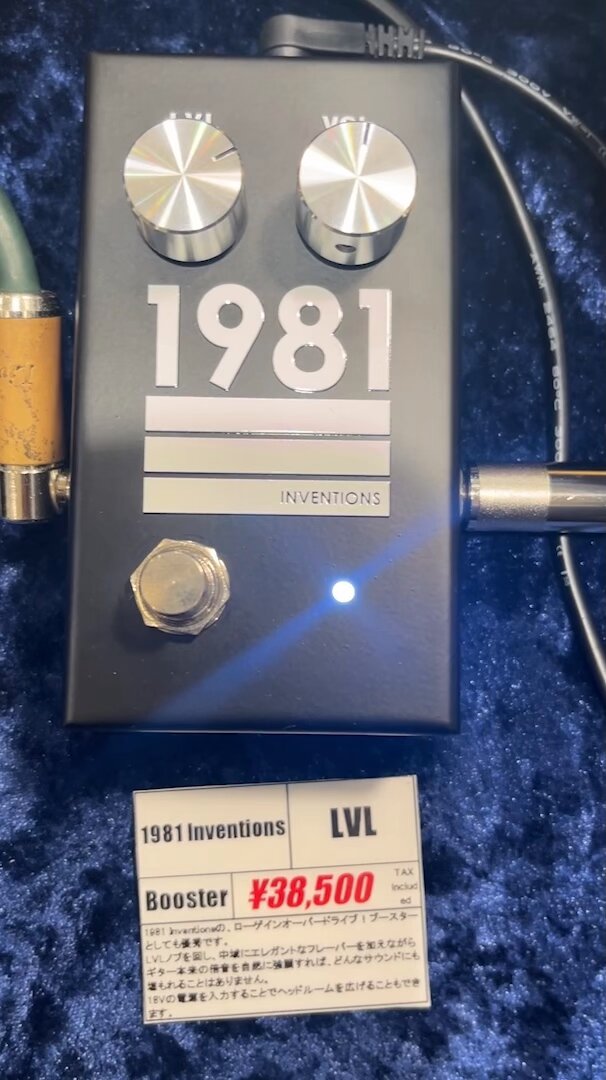 LVL
VOL
1981
INVENTIONS
1981 Inventions
LVL
Booster
¥38,500
TAX
Includ
ed
1981 Inventionsの、ローゲインオーバードライブ！ブースター
としても優秀です。
LVLノブを回し、中域にエレガントなフレーバーを加えながら
ギター本来の倍音を自然に強調すれば、どんなサウンドにも
埋もれることはありません。
18Vの電源を入力することでヘッドルームを広げることもでき
ます。